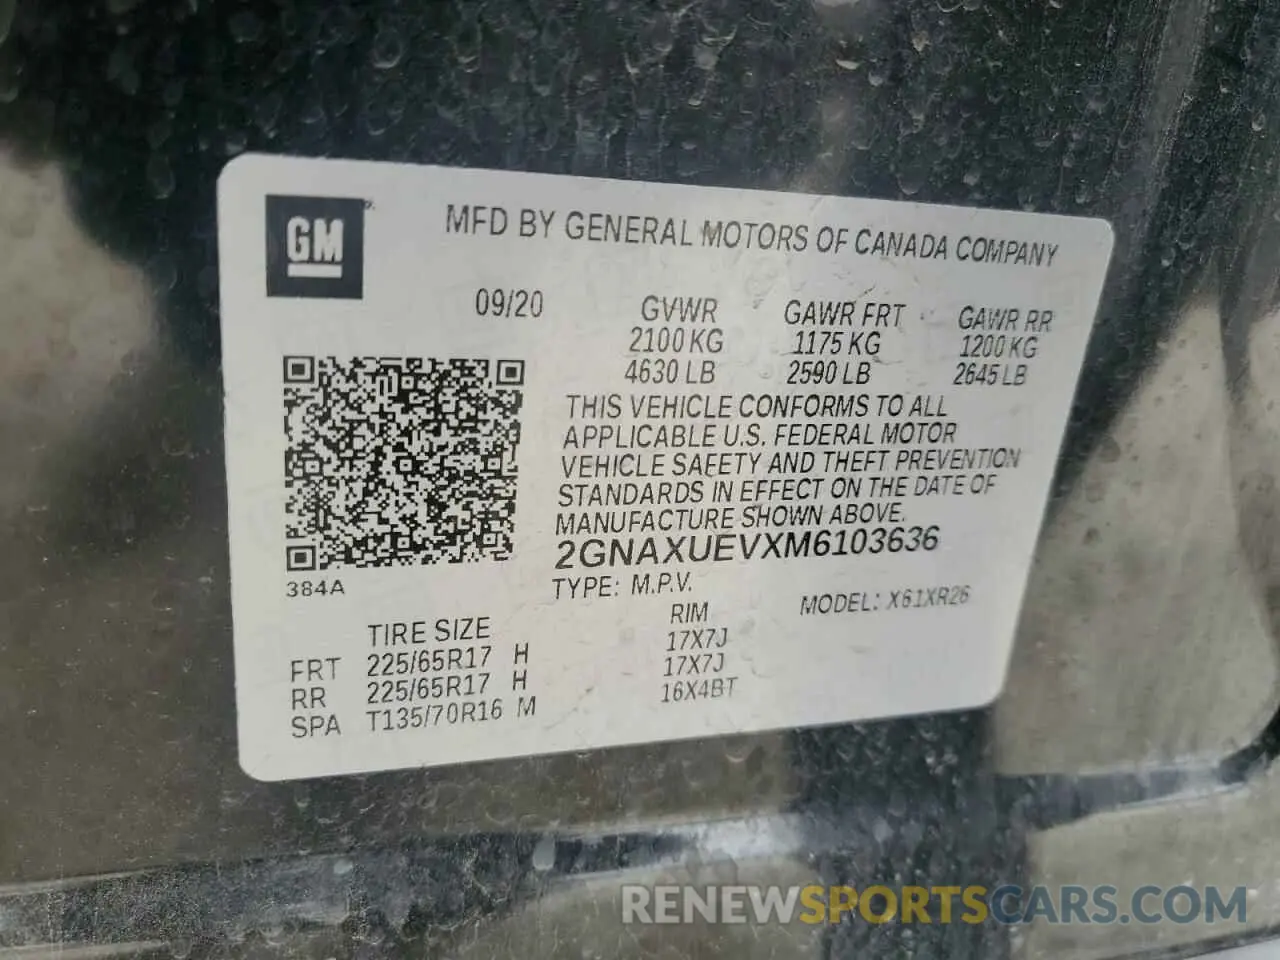 GM
MFD BY GENERAL MOTORS OF CANADA COMPANY
09/20 GVWR GAWR FRT GAWR RR
2100 KG 1175 KG 1200 KG
4630 LB 2590 LB 2645 LB
THIS VEHICLE CONFORMS TO ALL
APPLICABLE U.S. FEDERAL MOTOR
VEHICLE SAFETY AND THEFT PREVENTION
STANDARDS IN EFFECT ON THE DATE OF
MANUFACTURE SHOWN ABOVE.
2GNAXUEVXM6103636
384A
TYPE: M.P.V. MODEL: X61XR26
TIRE SIZE RIM
FRT 225/65R17 H 17X7J
RR 225/65R17 H 17X7J
SPA T135/70R16 M 16X4BT
RENEWSPORTSCARS.COM